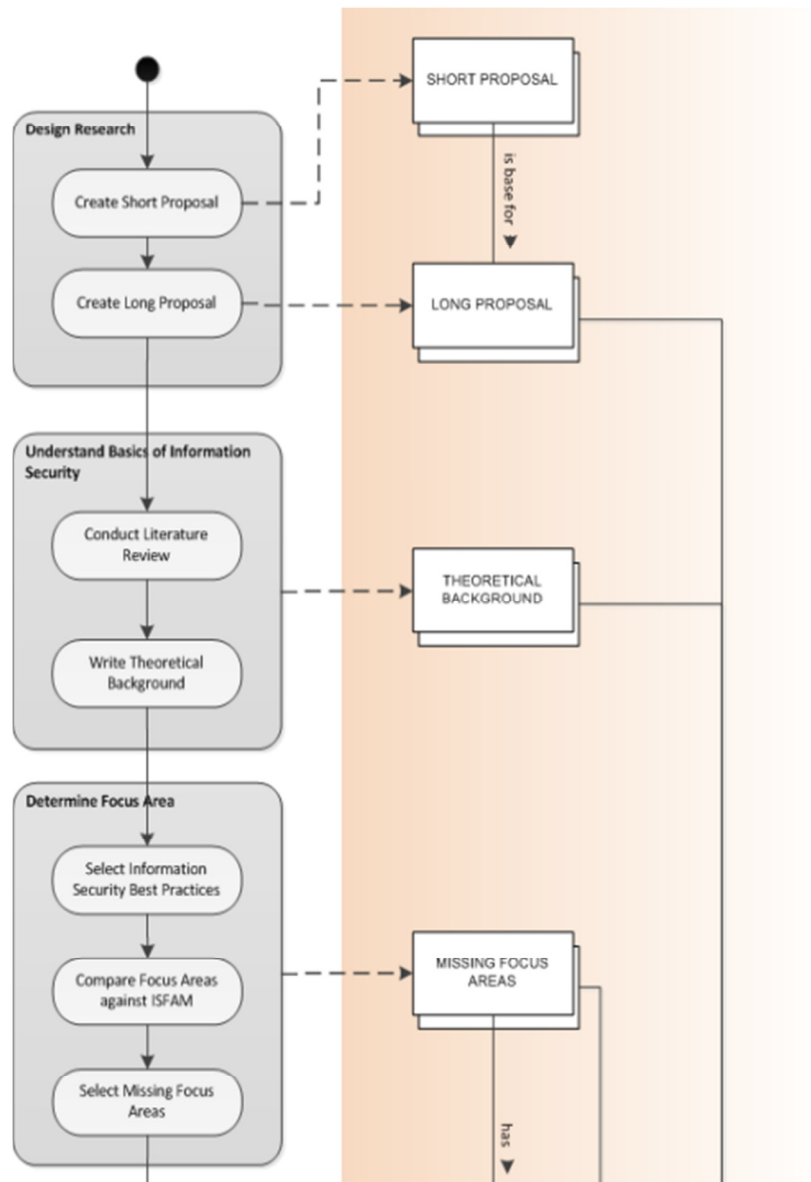 Design Research
Create Short Proposal
Create Long Proposal
SHORT PROPOSAL
is base for
LONG PROPOSAL
Understand Basics of Information
Security
Conduct Literature
Review
Write Theoretical
Background
THEORETICAL
BACKGROUND
Determine Focus Area
Select Information
Security Best Practices
Compare Focus Areas
against ISFAM
Select Missing Focus
Areas
MISSING FOCUS
AREAS
has